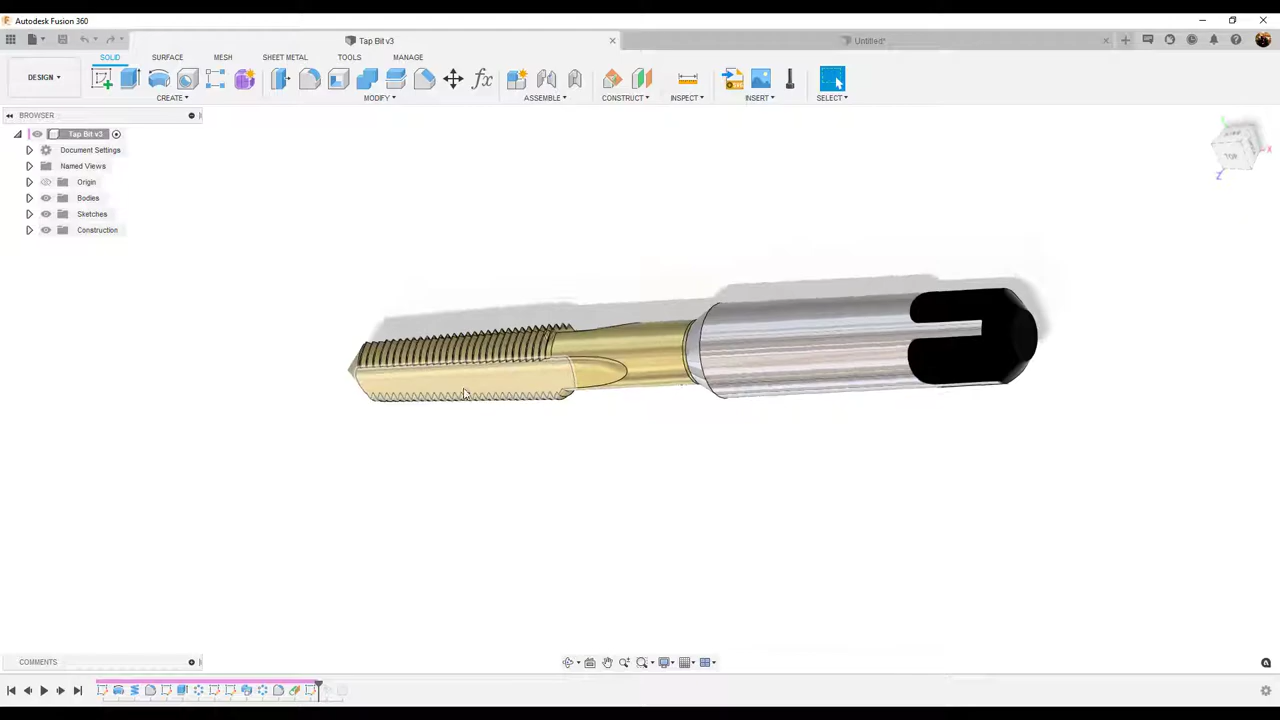 Autodesk Fusion 360
Tap Bit v3
Untitled*
DESIGN
SOLID
SURFACE
MESH
SHEET METAL
TOOLS
MANAGE
CREATE
MODIFY
ASSEMBLE
CONSTRUCT
INSPECT
INSERT
SELECT
BROWSER
Tap Bit v3
Document Settings
Named Views
Origin
Bodies
Sketches
Construction
TOP
X
Z
COMMENTS